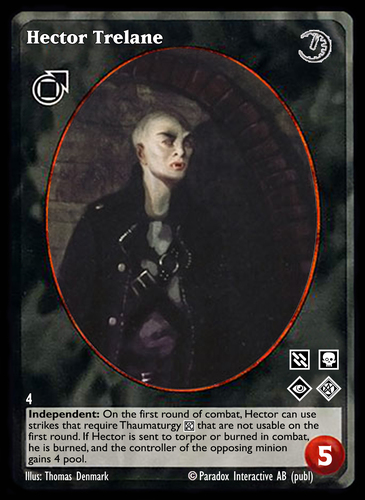 Hector Trelane
4
Independent: On the first round of combat, Hector can use
strikes that require Thaumaturgy that are not usable on the
first round. If Hector is sent to torpor or burned in combat,
he is burned, and the controller of the opposing minion
gains 4 pool.
5
Illus: Thomas Denmark © Paradox Interactive AB (publ)